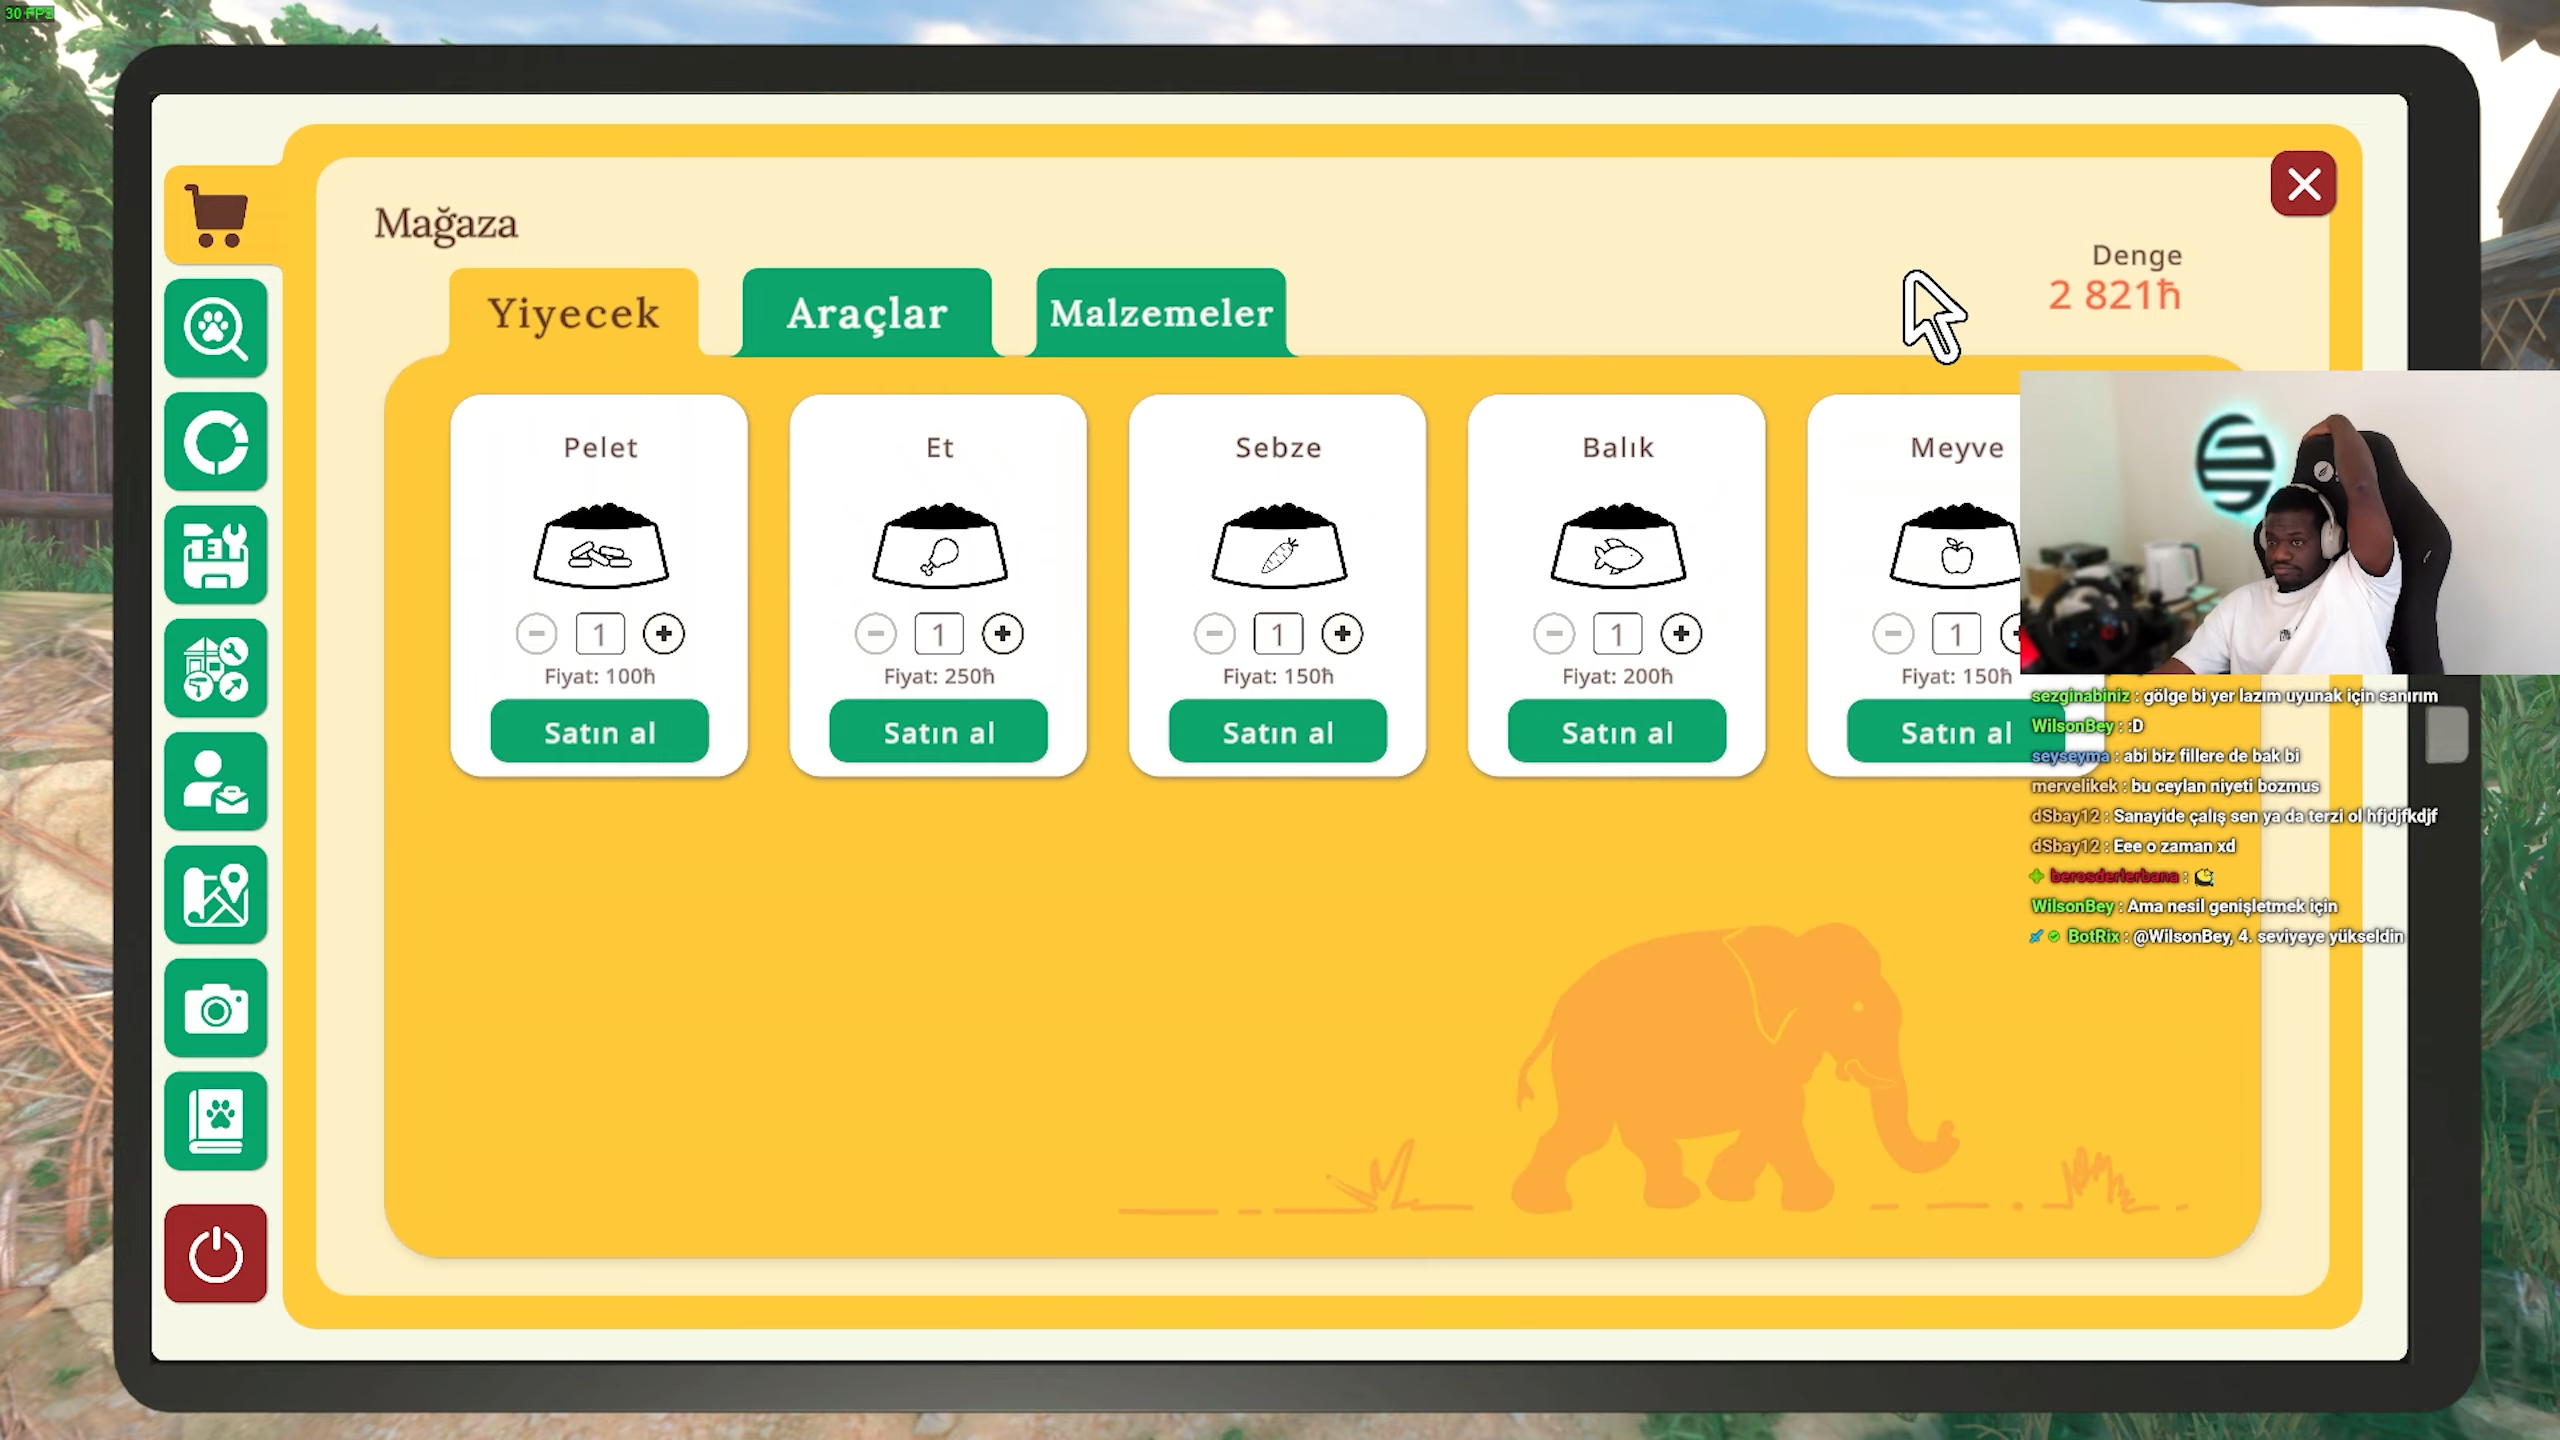 30 FPS
Mağaza
Denge
2 821ħ
Yiyecek
Araçlar
Malzemeler
Pelet
1
Fiyat: 100ħ
Satın al
Et
1
Fiyat: 250ħ
Satın al
Sebze
1
Fiyat: 150ħ
Satın al
Balık
1
Fiyat: 200ħ
Satın al
Meyve
1
Fiyat: 150ħ
Satın al
sezginabiniz : gölge bi yer lazım uyunak için sanırım
WilsonBey : :D
seyseyma : abi biz fillere de bak bi
mervelikek : bu ceylan niyeti bozmus
dSbay12 : Sanayide çalış sen ya da terzi ol hfjdjfkdjf
dSbay12 : Eee o zaman xd
berosderlerbana :
WilsonBey : Ama nesil genişletmek için
BotRix : @WilsonBey, 4. seviyeye yükseldin